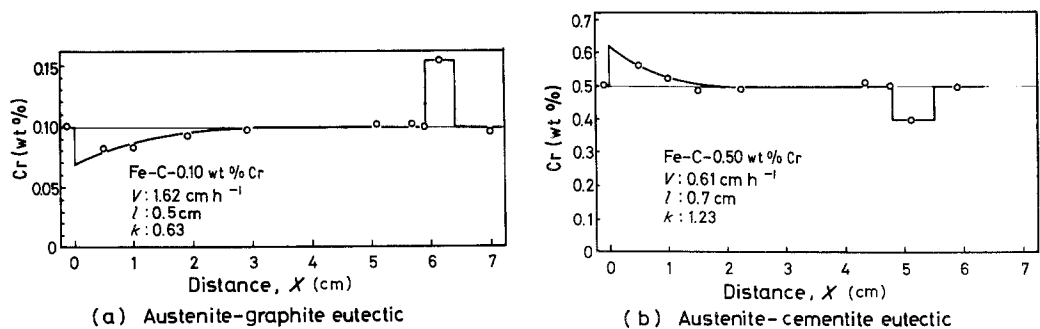 0.15
0.10
0.05
0
Cr (wt %)
Fe-C-0.10 wt % Cr
V : 1.62 cm h⁻¹
l : 0.5 cm
k : 0.63
0 1 2 3 4 5 6 7
Distance, X (cm)
(a) Austenite-graphite eutectic
0.7
0.6
0.5
0.4
0.3
0.2
0.1
0
Cr (wt %)
Fe-C-0.50 wt % Cr
V : 0.61 cm h⁻¹
l : 0.7 cm
k : 1.23
0 1 2 3 4 5 6 7
Distance, X (cm)
(b) Austenite-cementite eutectic